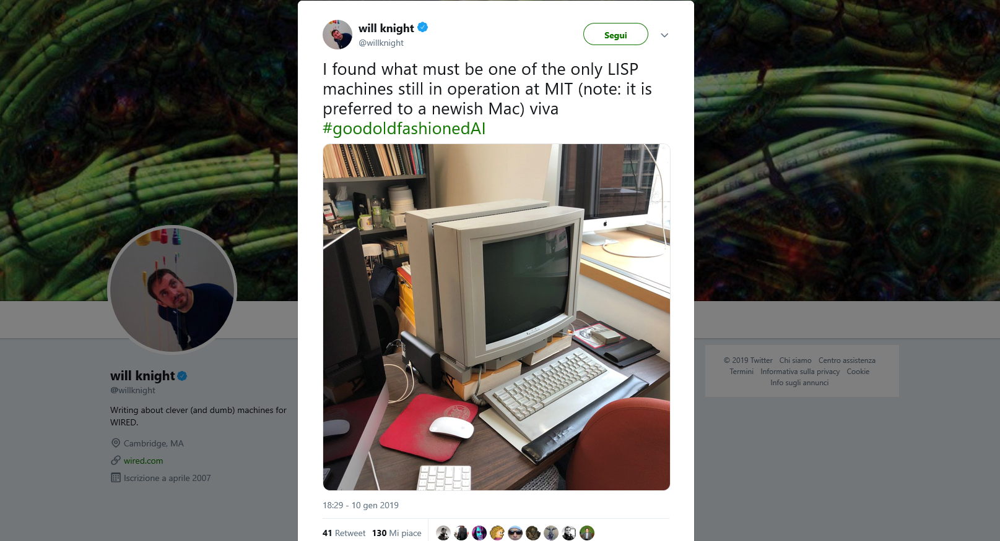 will knight
@willknight
Segui
I found what must be one of the only LISP
machines still in operation at MIT (note: it is
preferred to a newish Mac) viva
#goodoldfashionedAI
18:29 - 10 gen 2019
41 Retweet 130 Mi piace
will knight
@willknight
Writing about clever (and dumb) machines for
WIRED.
Cambridge, MA
wired.com
Iscrizione a aprile 2007
© 2019 Twitter Chi siamo Centro assistenza
Termini Informativa sulla privacy Cookie
Info sugli annunci